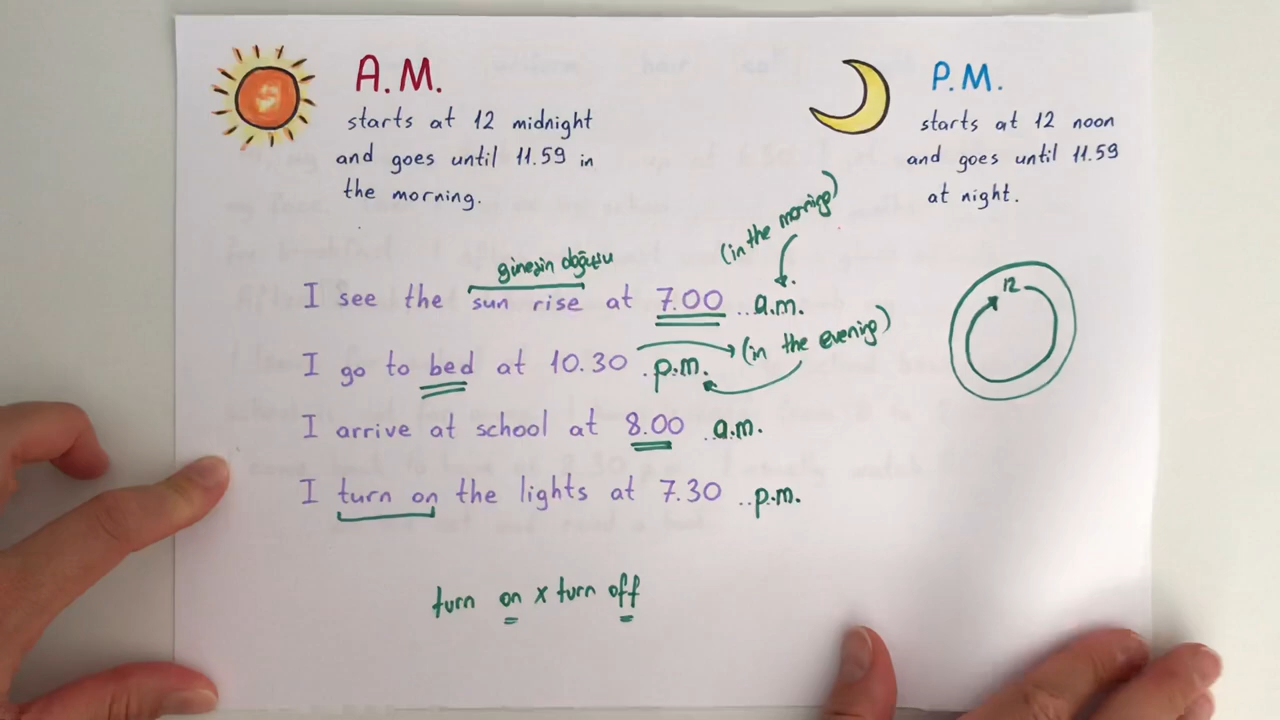 A.M.
starts at 12 midnight
and goes until 11.59 in
the morning.
P.M.
starts at 12 noon
and goes until 11.59
at night.
(in the morning)
güneşin doğuşu
I see the sun rise at 7.00 ..a.m.
12
(in the evening)
I go to bed at 10.30 .p.m.
I arrive at school at 8.00 ..a.m.
I turn on the lights at 7.30 ..p.m.
turn on x turn off